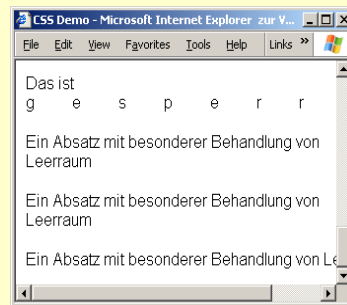 CSS Demo - Microsoft Internet Explorer zur V...
File Edit View Favorites Tools Help Links »
Das ist
g e s p e r r
Ein Absatz mit besonderer Behandlung von
Leerraum
Ein Absatz mit besonderer Behandlung von
Leerraum
Ein Absatz mit besonderer Behandlung von Le